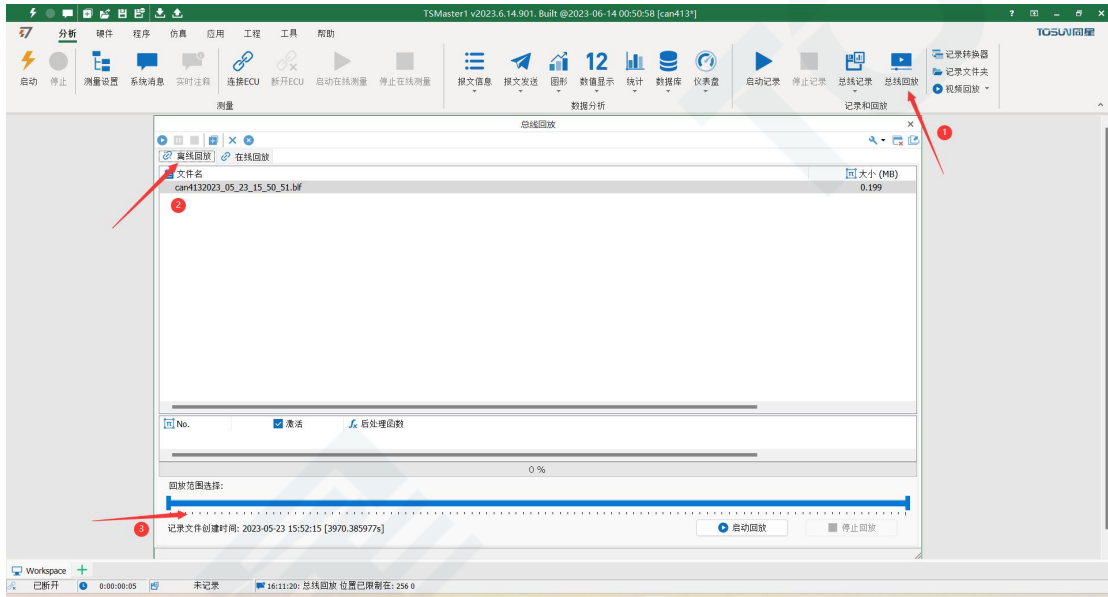 TSMaster1 v2023.6.14.901. Built @2023-06-14 00:50:58 [can413*]
分析 硬件 程序 仿真 应用 工程 工具 帮助
TOSUN同星
启动 停止 测量设置 系统消息 实时注释 连接ECU 断开ECU 启动在线测量 停止在线测量 报文信息 报文发送 图形 12 数值显示 统计 数据库 仪表盘 启动记录 停止记录 总线记录 总线回放
记录转换器
记录文件夹
视频回放
测量 数据分析 记录和回放
总线回放
1
离线回放 在线回放
文件名 大小 (MB)
can4132023_05_23_15_50_51.blf 0.199
2
No. 激活 后处理函数
0 %
回放范围选择:
3
记录文件创建时间: 2023-05-23 15:52:15 [3970.385977s] 启动回放 停止回放
Workspace
已断开 0:00:00:05 未记录 16:11:20: 总线回放 位置已限制在: 256 0